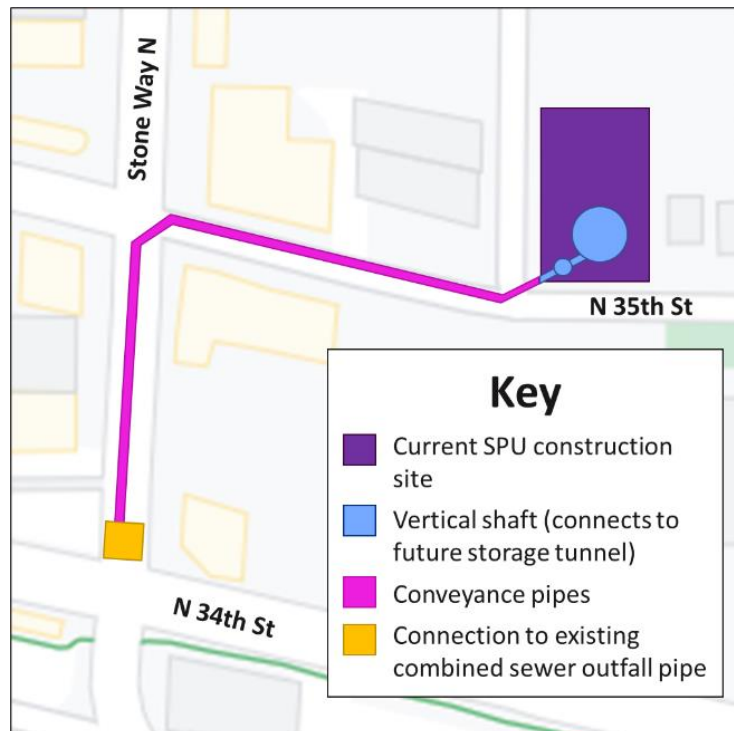 Stone Way N
N 35th St
Key
Current SPU construction
site
Vertical shaft (connects to
future storage tunnel)
Conveyance pipes
Connection to existing
combined sewer outfall pipe
N 34th St